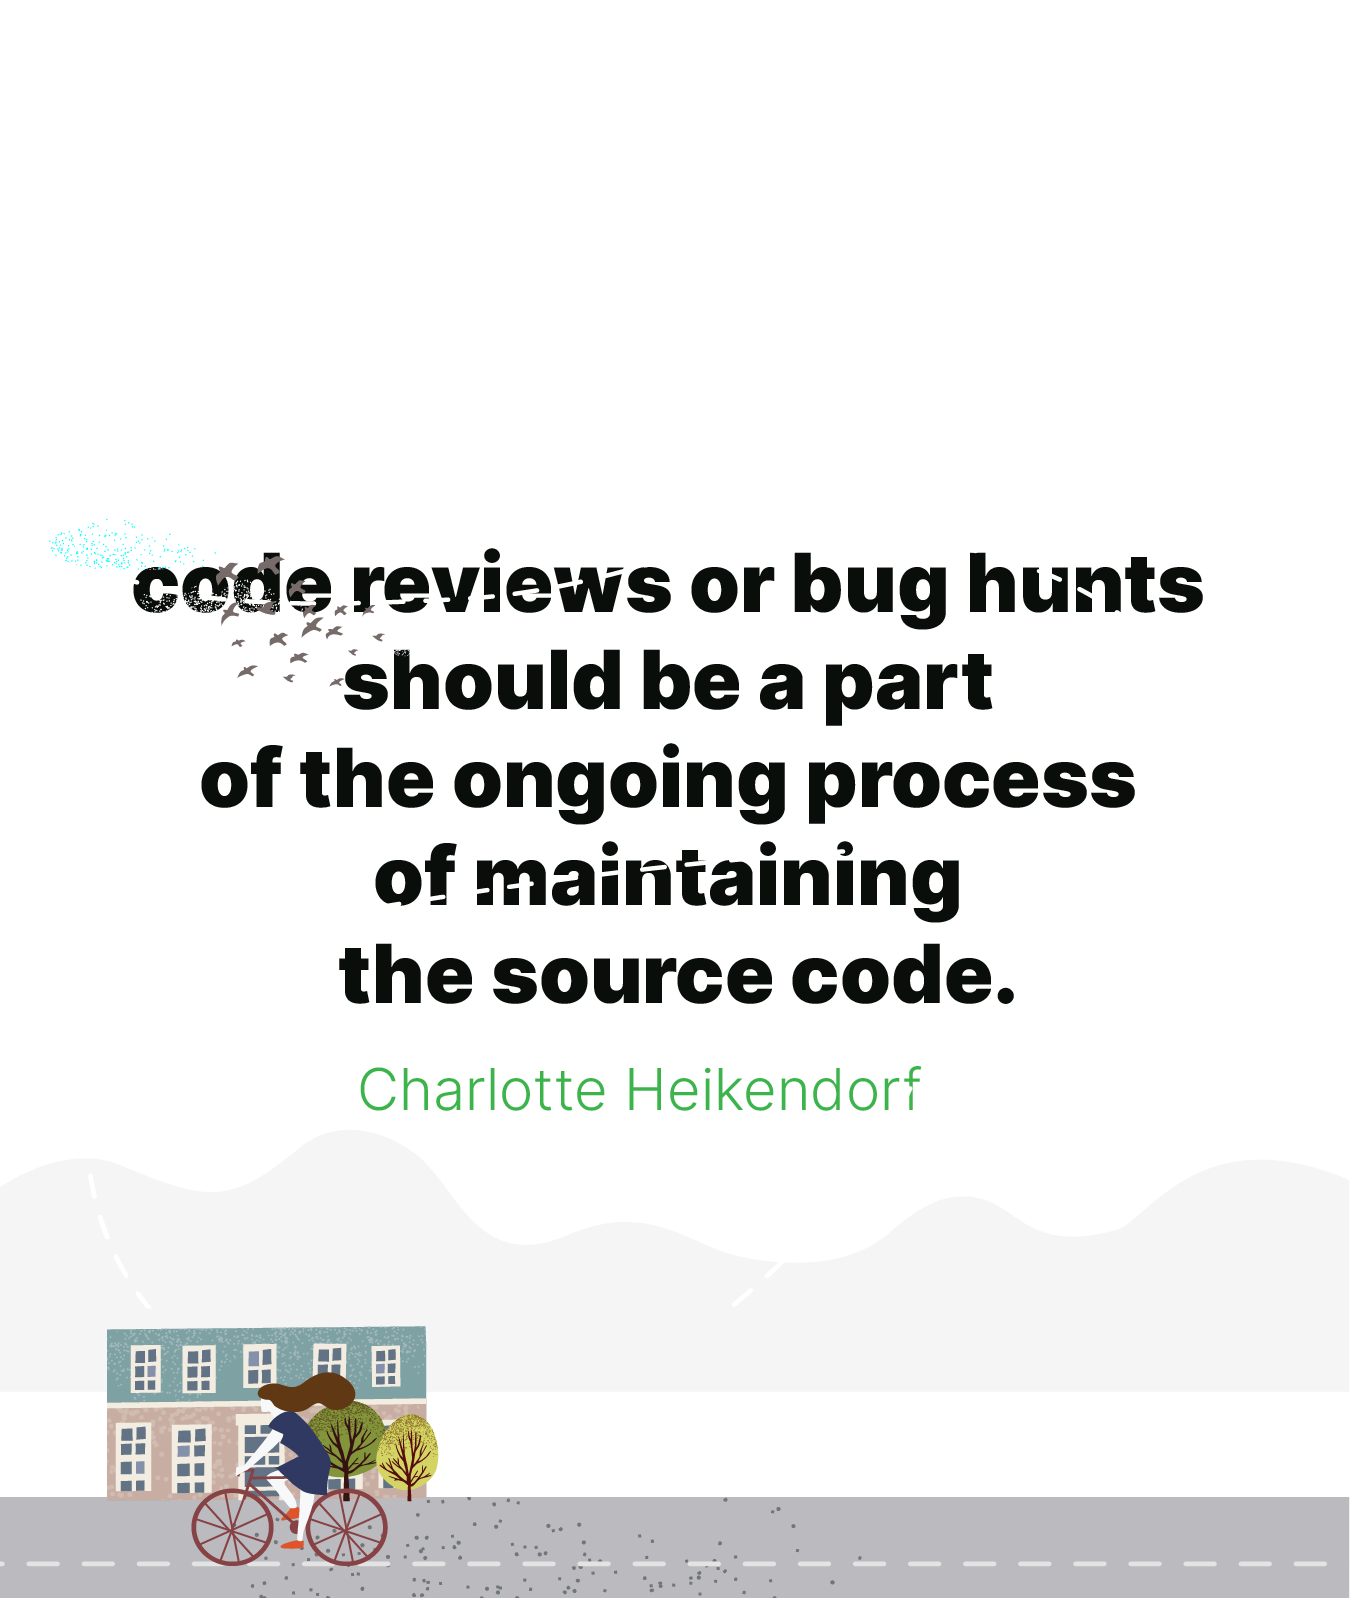 code reviews or bug hunts
should be a part
of the ongoing process
of maintaining
the source code.
Charlotte Heikendorf